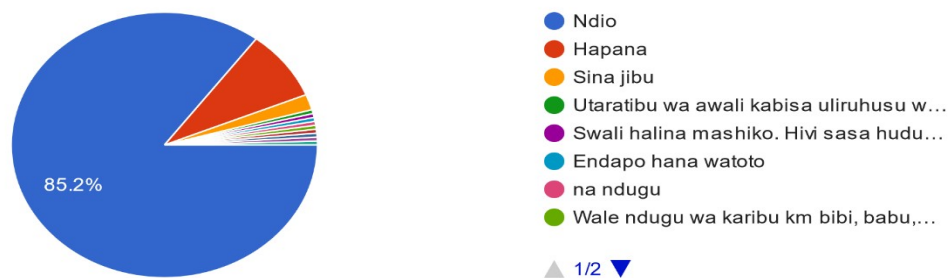 85.2%
Ndio
Hapana
Sina jibu
Utaratibu wa awali kabisa uliruhusu w...
Swali halina mashiko. Hivi sasa hudu...
Endapo hana watoto
na ndugu
Wale ndugu wa karibu km bibi, babu,...
1/2